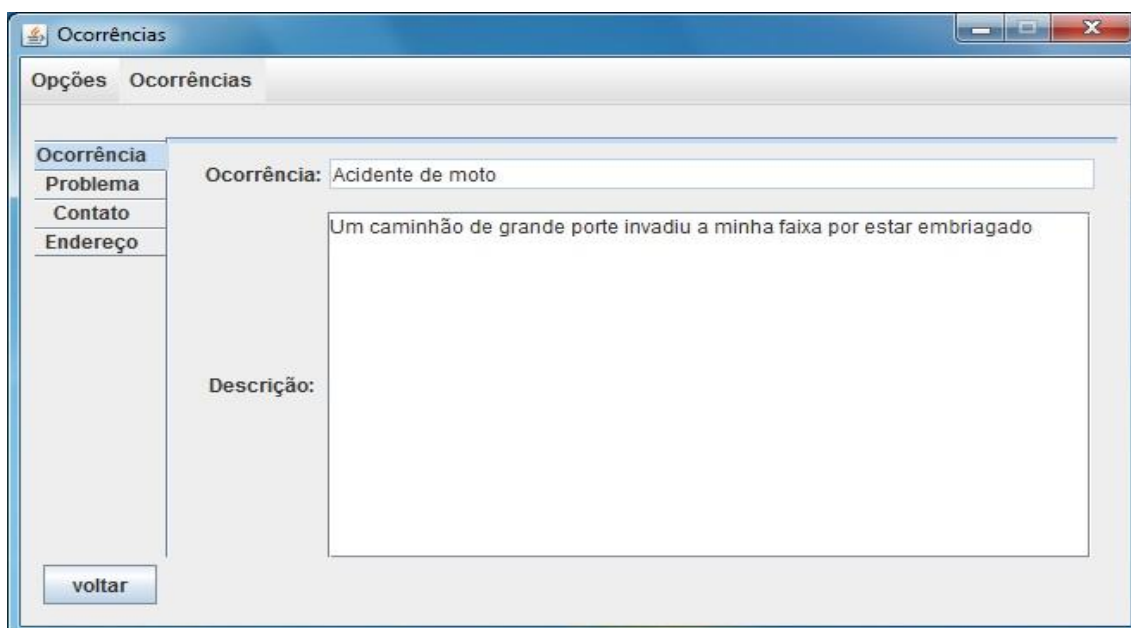 Ocorrências
Opções Ocorrências
Ocorrência
Problema
Contato
Endereço
Ocorrência: Acidente de moto
Descrição: Um caminhão de grande porte invadiu a minha faixa por estar embriagado
voltar